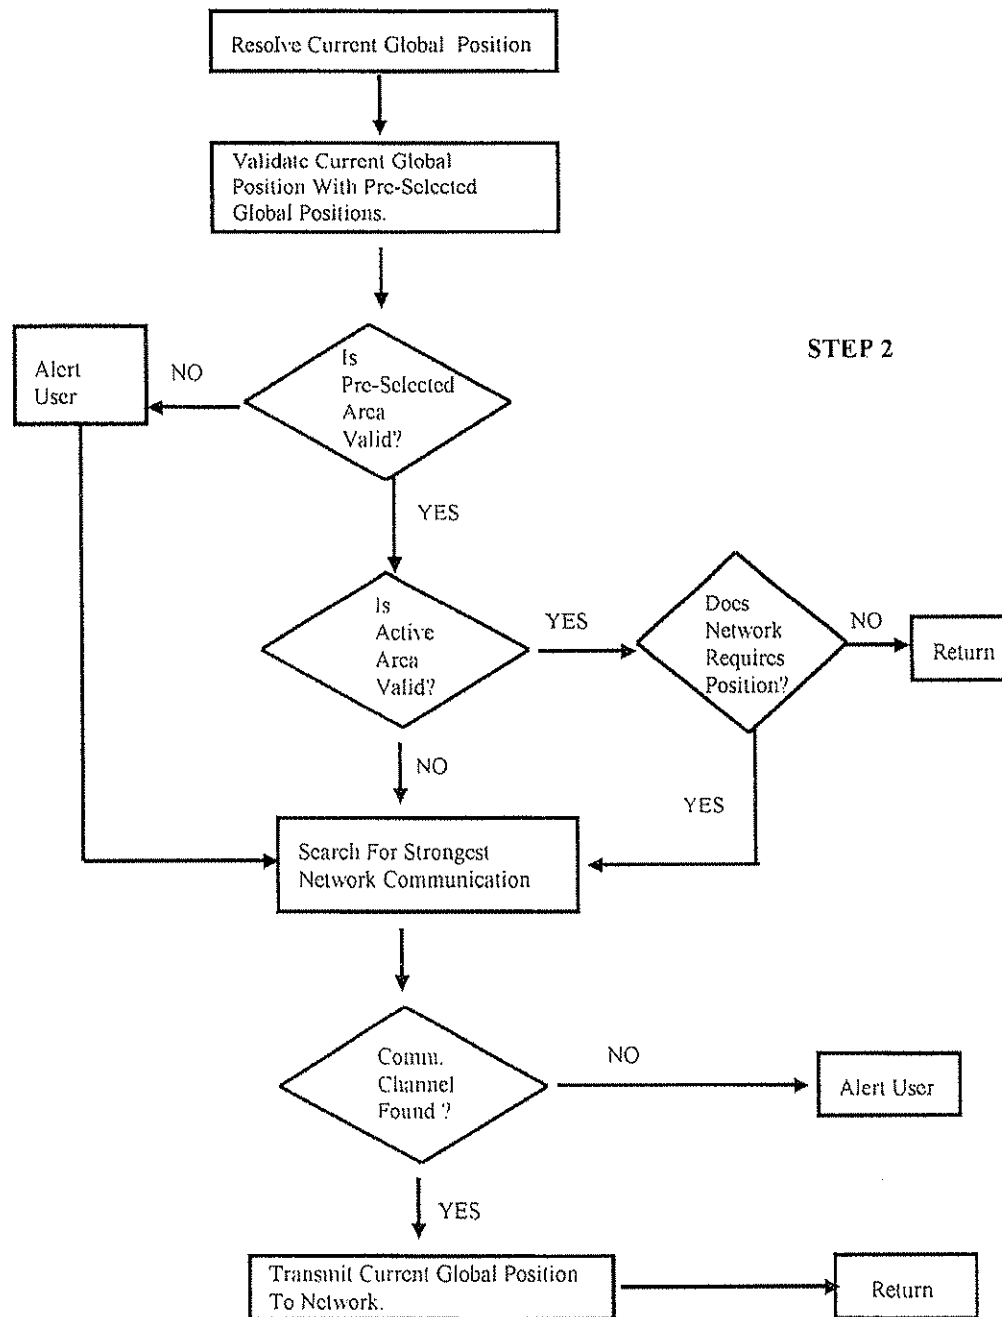 Resolve Current Global Position
Validate Current Global
Position With Pre-Selected
Global Positions.
STEP 2
Alert
User
NO
Is
Pre-Selected
Area
Valid?
YES
Is
Active
Area
Valid?
YES
Does
Network
Requires
Position?
NO
Return
NO
YES
Search For Strongest
Network Communication
Comm.
Channel
Found ?
NO
Alert User
YES
Transmit Current Global Position
To Network.
Return